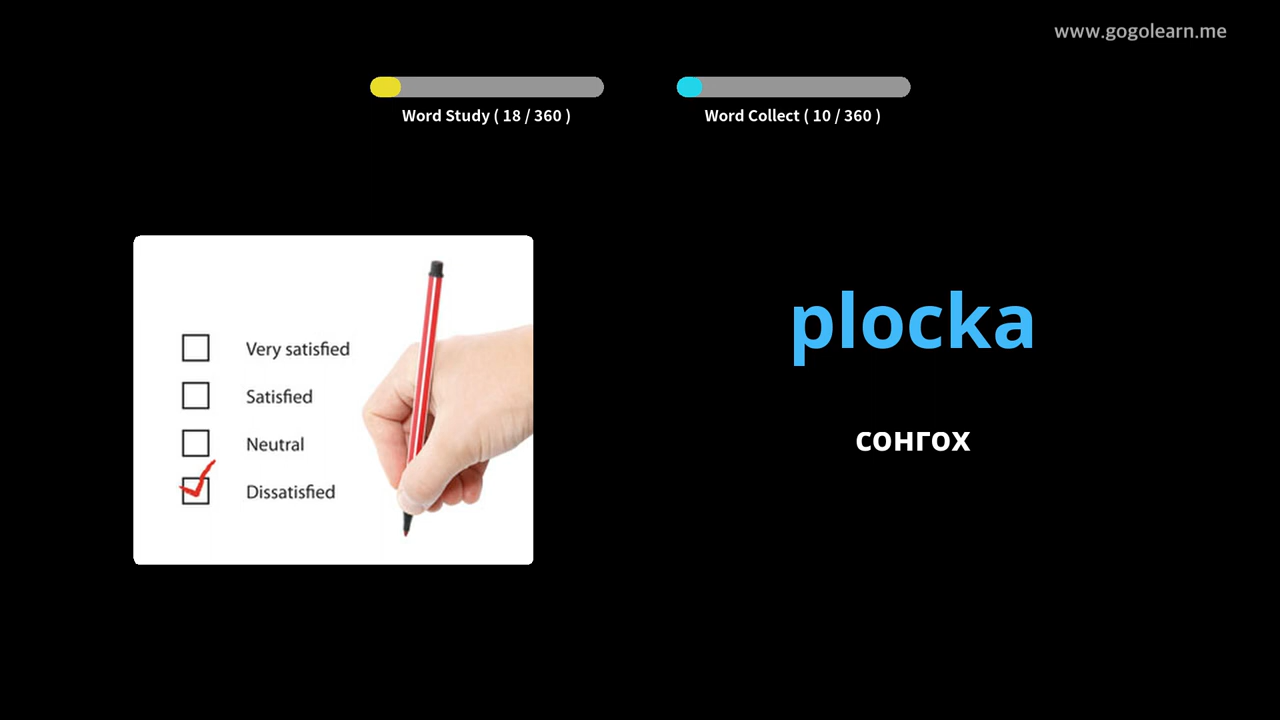 www.gogolearn.me
Word Study ( 18 / 360 )
Word Collect ( 10 / 360 )
Very satisfied
Satisfied
Neutral
Dissatisfied
plocka
сонгох